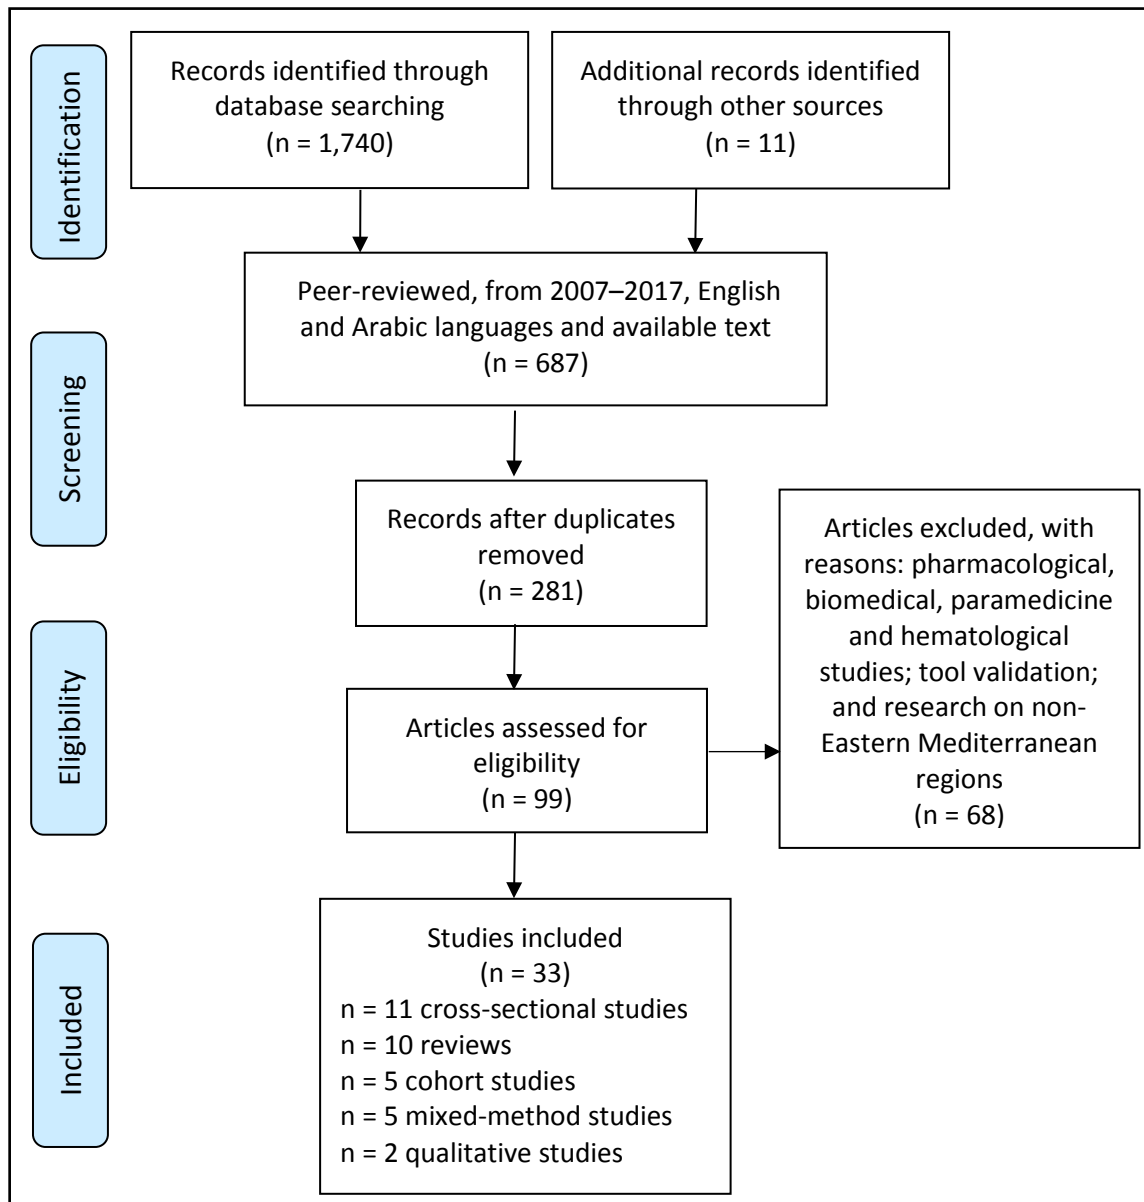 Identification
Records identified through
database searching
(n = 1,740)
Additional records identified
through other sources
(n = 11)
Peer-reviewed, from 2007–2017, English
and Arabic languages and available text
(n = 687)
Screening
Records after duplicates
removed
(n = 281)
Articles excluded, with
reasons: pharmacological,
biomedical, paramedicine
and hematological
studies; tool validation;
and research on non-
Eastern Mediterranean
regions
(n = 68)
Eligibility
Articles assessed for
eligibility
(n = 99)
Included
Studies included
(n = 33)
n = 11 cross-sectional studies
n = 10 reviews
n = 5 cohort studies
n = 5 mixed-method studies
n = 2 qualitative studies